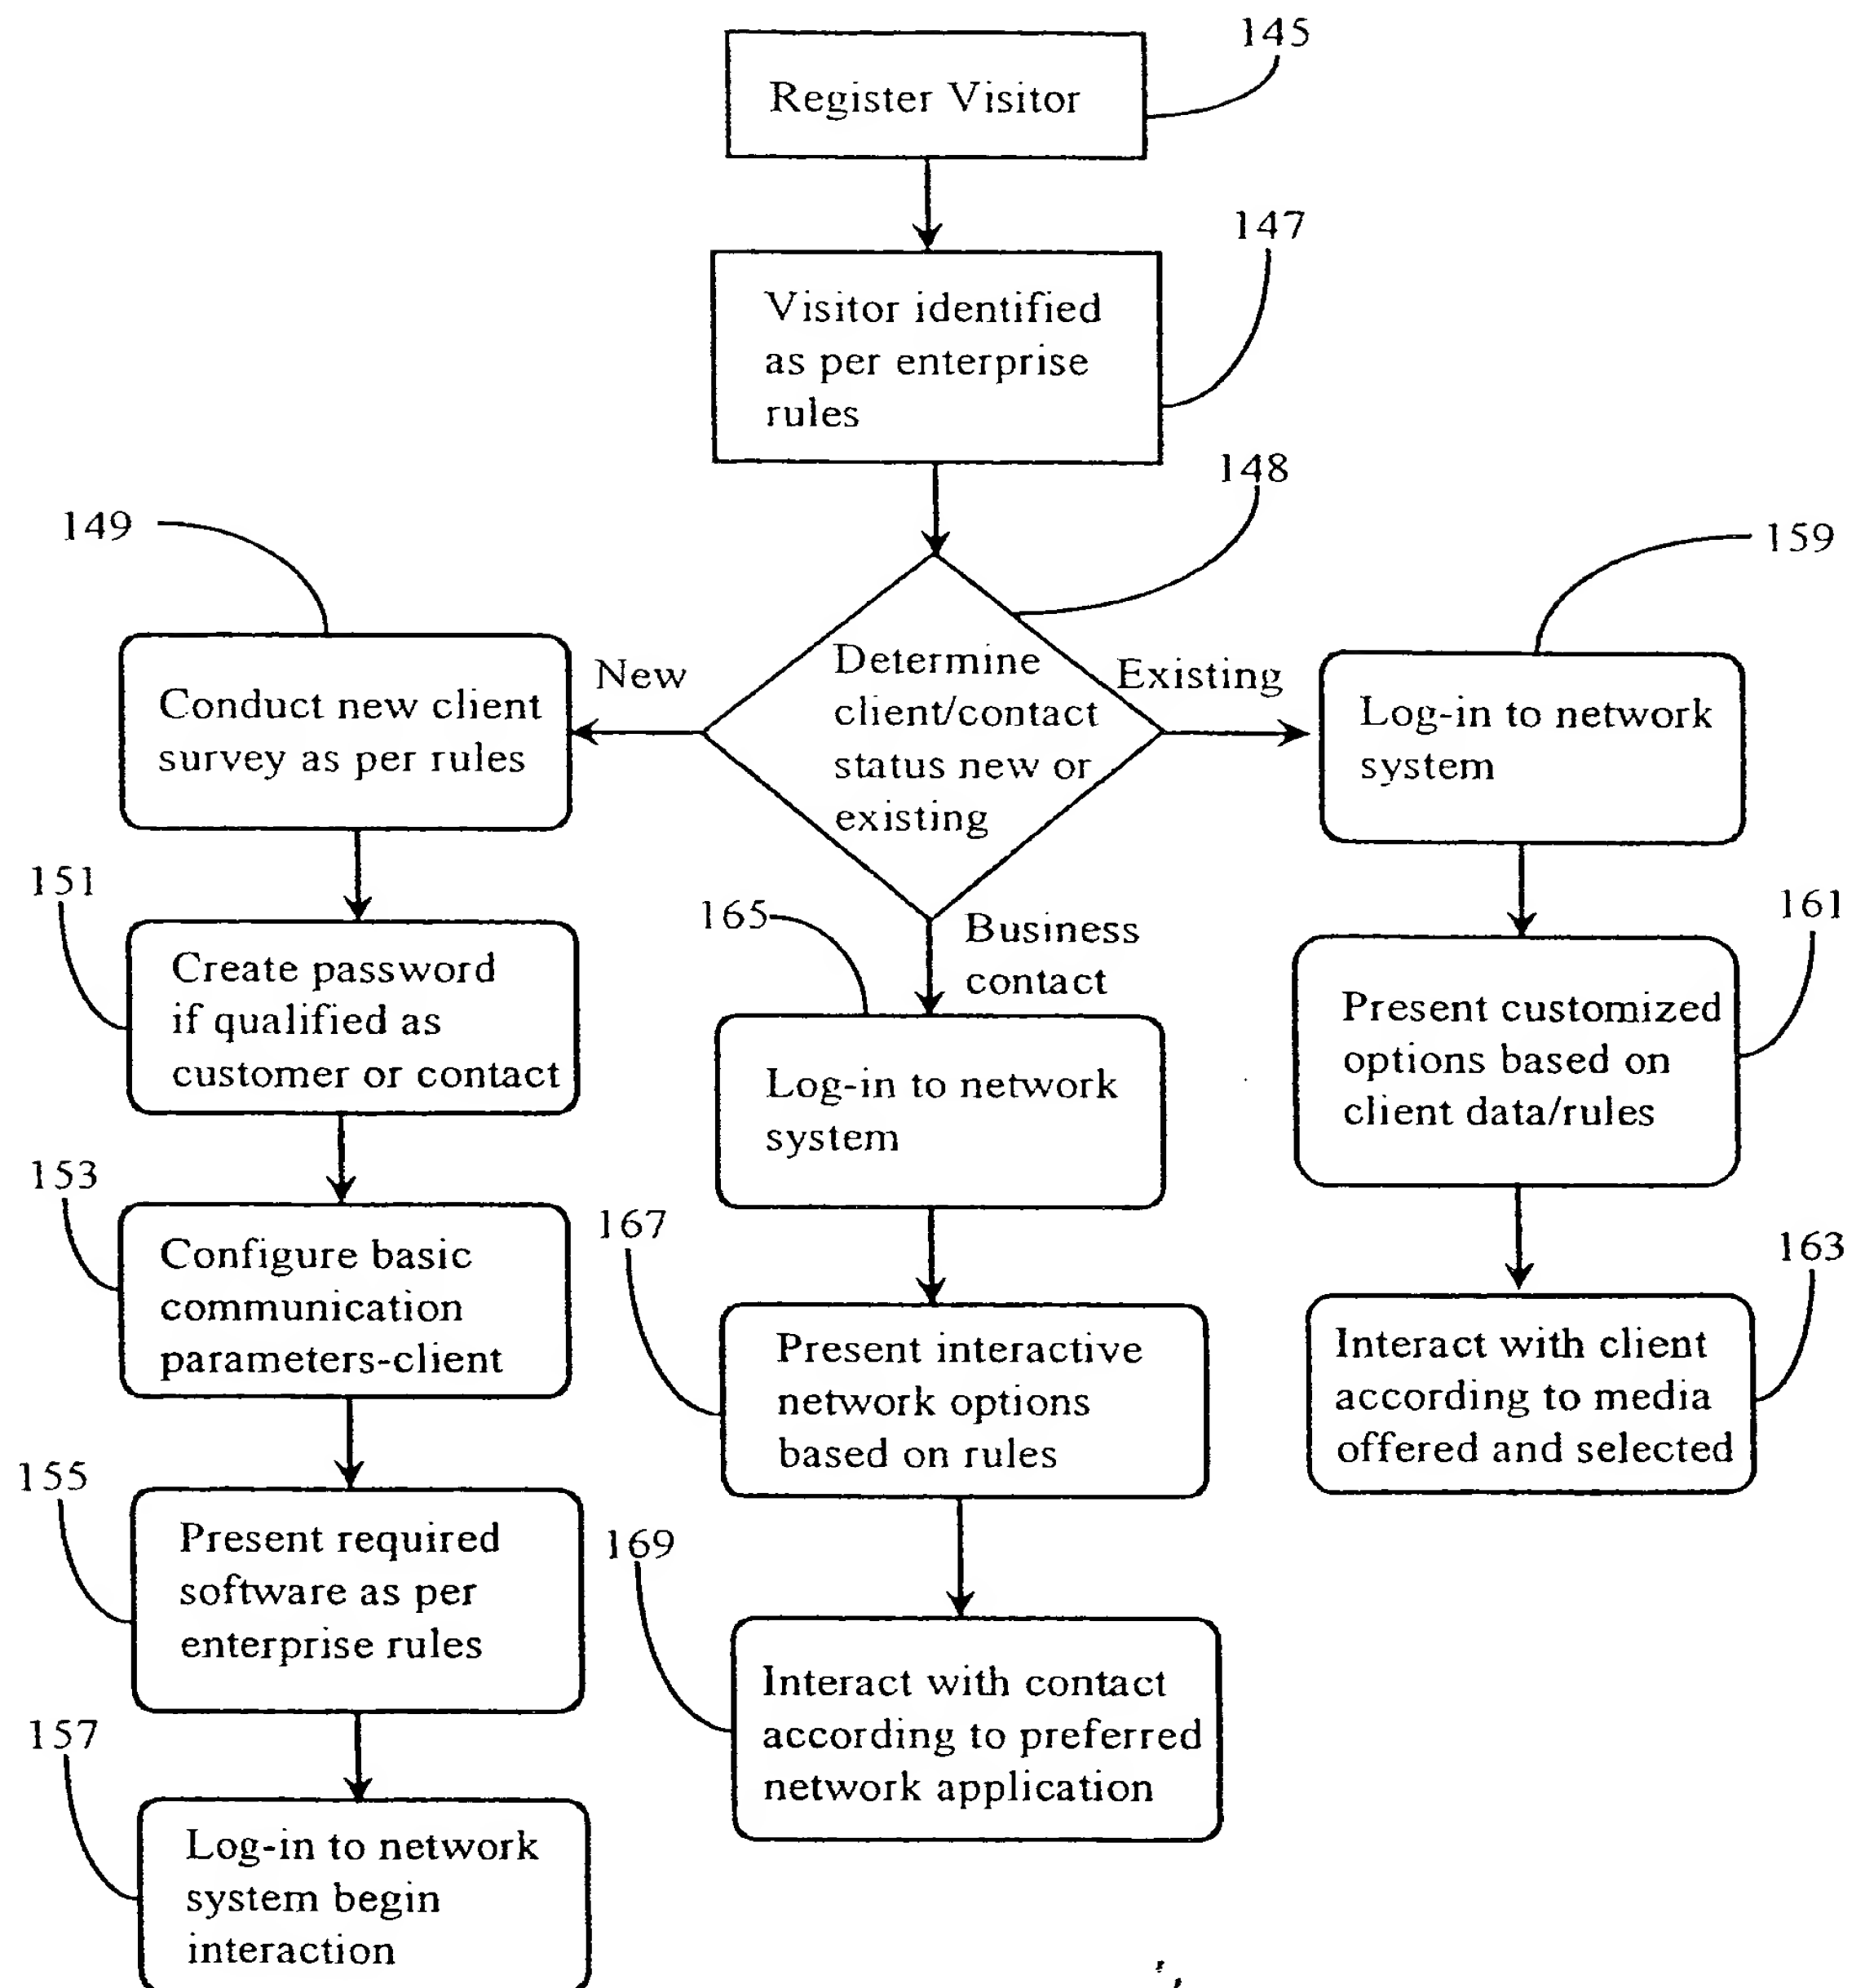 145
Register Visitor
147
Visitor identified
as per enterprise
rules
148
149
159
New
Determine
client/contact
status new or
existing
Existing
Conduct new client
survey as per rules
Log-in to network
system
151
Create password
if qualified as
customer or contact
165
Business
contact
161
Present customized
options based on
client data/rules
Log-in to network
system
153
Configure basic
communication
parameters-client
167
Present interactive
network options
based on rules
163
Interact with client
according to media
offered and selected
155
Present required
software as per
enterprise rules
169
Interact with contact
according to preferred
network application
157
Log-in to network
system begin
interaction